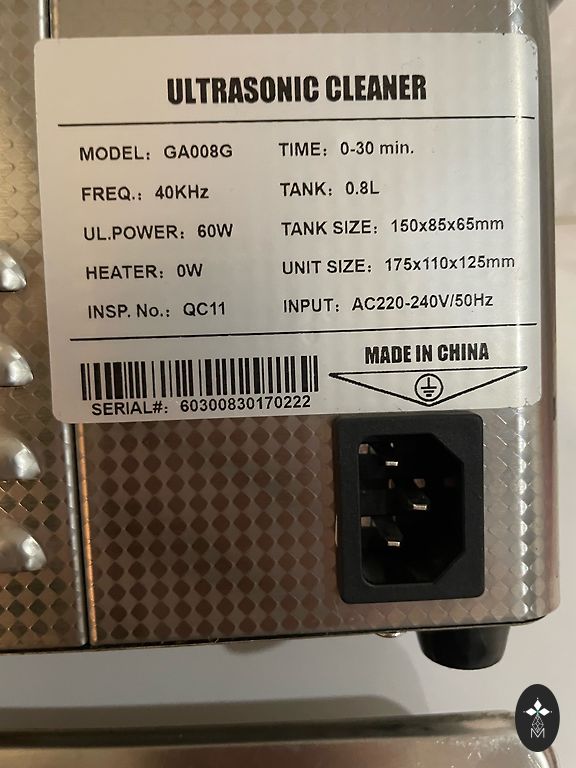 ULTRASONIC CLEANER
MODEL: GA008G TIME: 0-30 min.
FREQ.: 40KHz TANK: 0.8L
UL.POWER: 60W TANK SIZE: 150x85x65mm
HEATER: 0W UNIT SIZE: 175x110x125mm
INSP. No.: QC11 INPUT: AC220-240V/50Hz
MADE IN CHINA
SERIAL#: 60300830170222
M